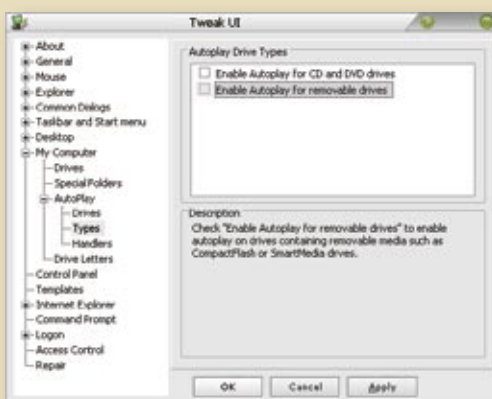 Tweak UI
About
General
Mouse
Explorer
Common Dialogs
Taskbar and Start menu
Desktop
My Computer
Drives
Special Folders
AutoPlay
Drives
Types
Handlers
Drive Letters
Control Panel
Templates
Internet Explorer
Command Prompt
Logon
Access Control
Repair
Autoplay Drive Types
Enable Autoplay for CD and DVD drives
Enable Autoplay for removable drives
Description
Check "Enable Autoplay for removable drives" to enable
autoplay on drives containing removable media such as
CompactFlash or SmartMedia drives.
OK
Cancel
Apply